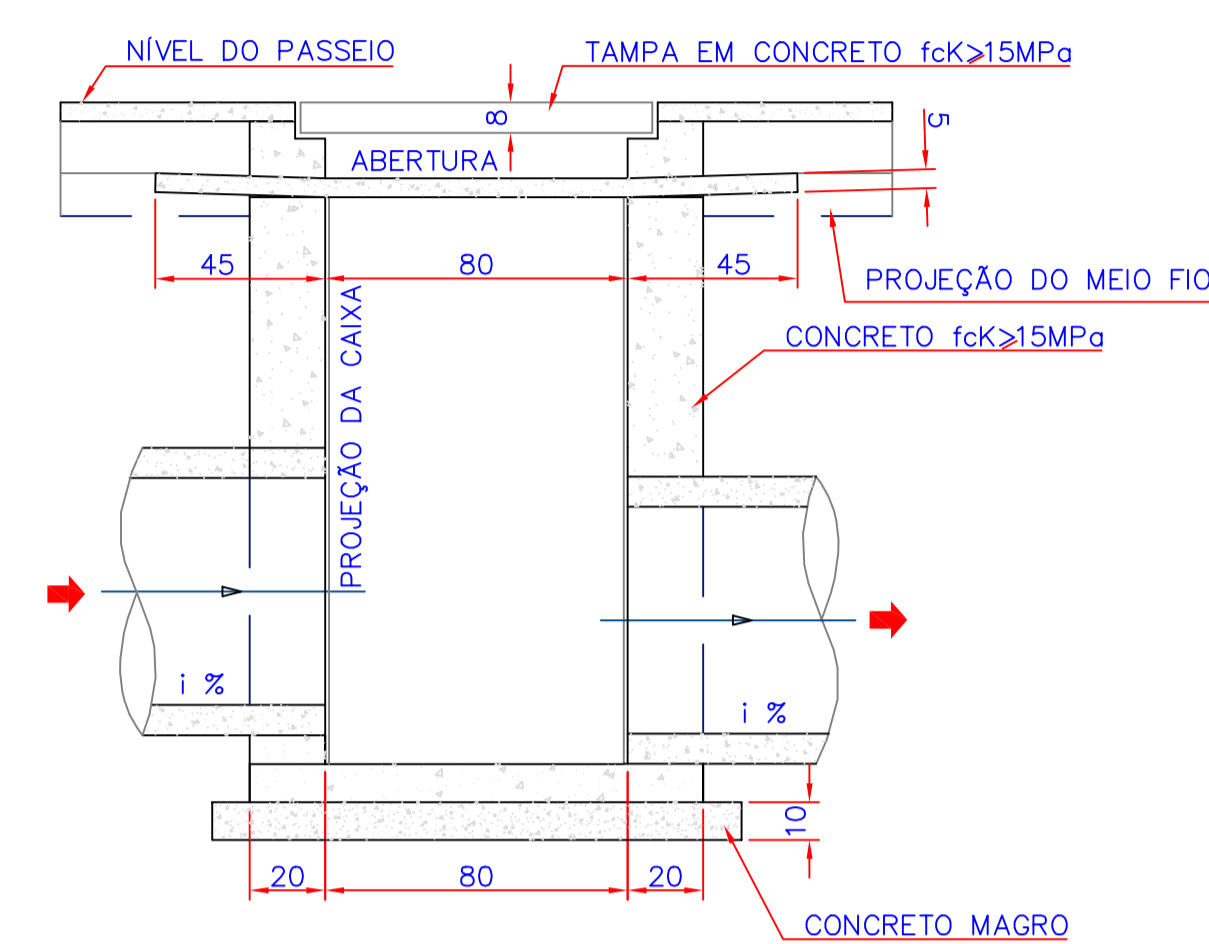 NÍVEL DO PASSEIO
TAMPA EM CONCRETO fcK≥15MPa
8
5
ABERTURA
45
80
45
PROJEÇÃO DO MEIO FIO
PROJEÇÃO DA CAIXA
CONCRETO fcK≥15MPa
i %
i %
10
20
80
20
CONCRETO MAGRO